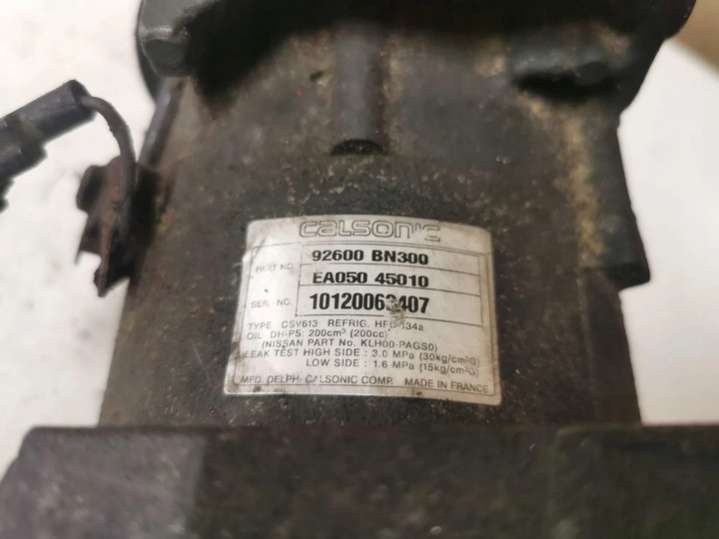 CALSONIC
PART NO. 92600 BN300
EA050 45010
SER. NO. 10120063407
TYPE CSV613 REFRIG. HFC-134a
OIL DH-PS: 200cm³ (200cc)
(NISSAN PART No. KLH00-PAGS0)
LEAK TEST HIGH SIDE : 3.0 MPa (30kg/cm²G)
LOW SIDE : 1.6 MPa (15kg/cm²G)
MFD. DELPHI CALSONIC COMP. MADE IN FRANCE